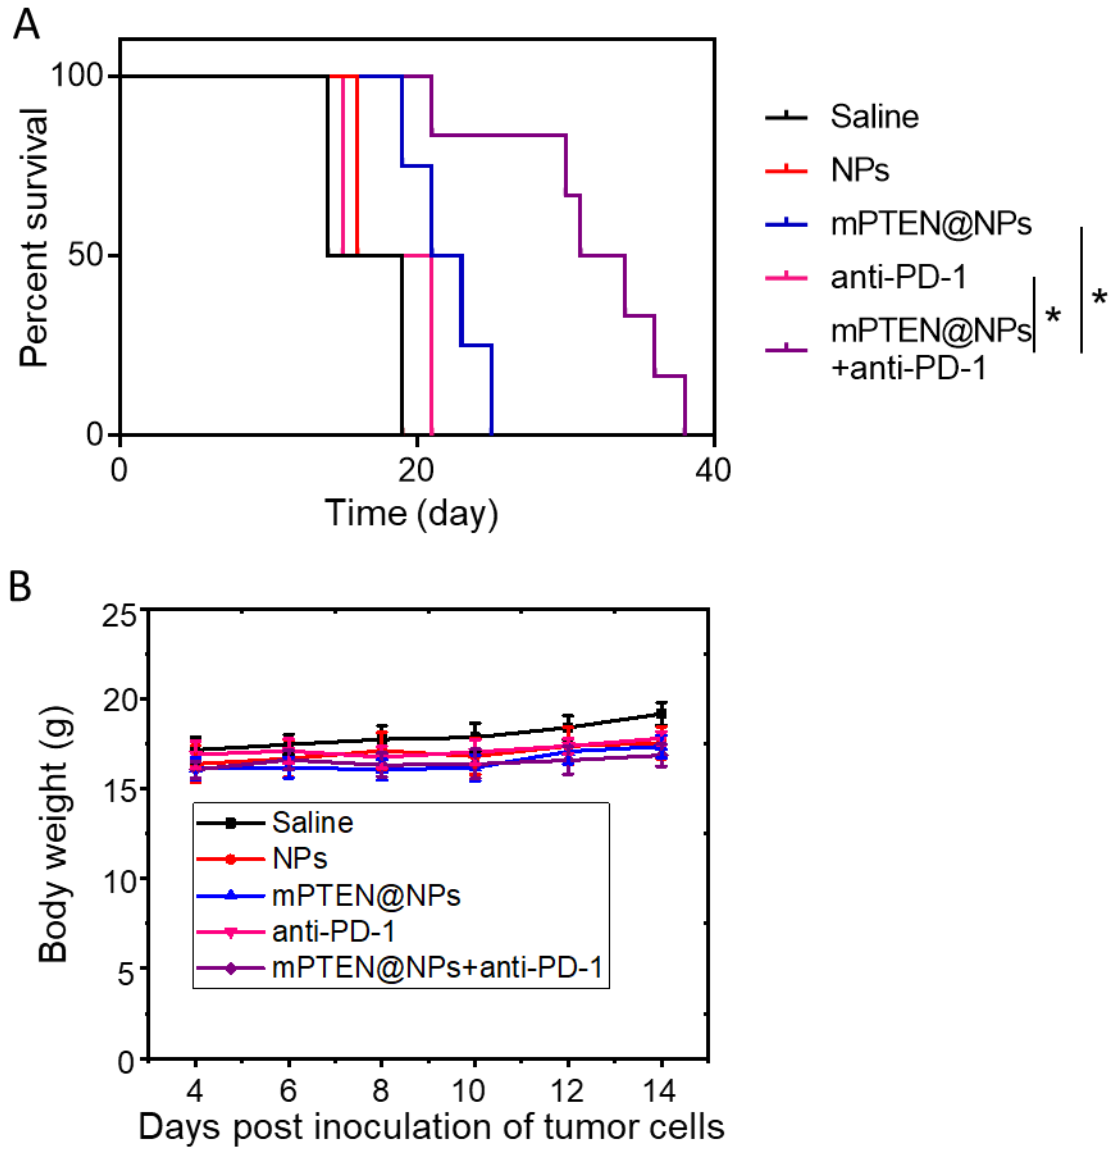 A
Percent survival
100
50
0
0 20 40
Time (day)
Saline
NPs
mPTEN@NPs
anti-PD-1
mPTEN@NPs
+anti-PD-1
*
*
B
Body weight (g)
25
20
15
10
5
0
Saline
NPs
mPTEN@NPs
anti-PD-1
mPTEN@NPs+anti-PD-1
4 6 8 10 12 14
Days post inoculation of tumor cells